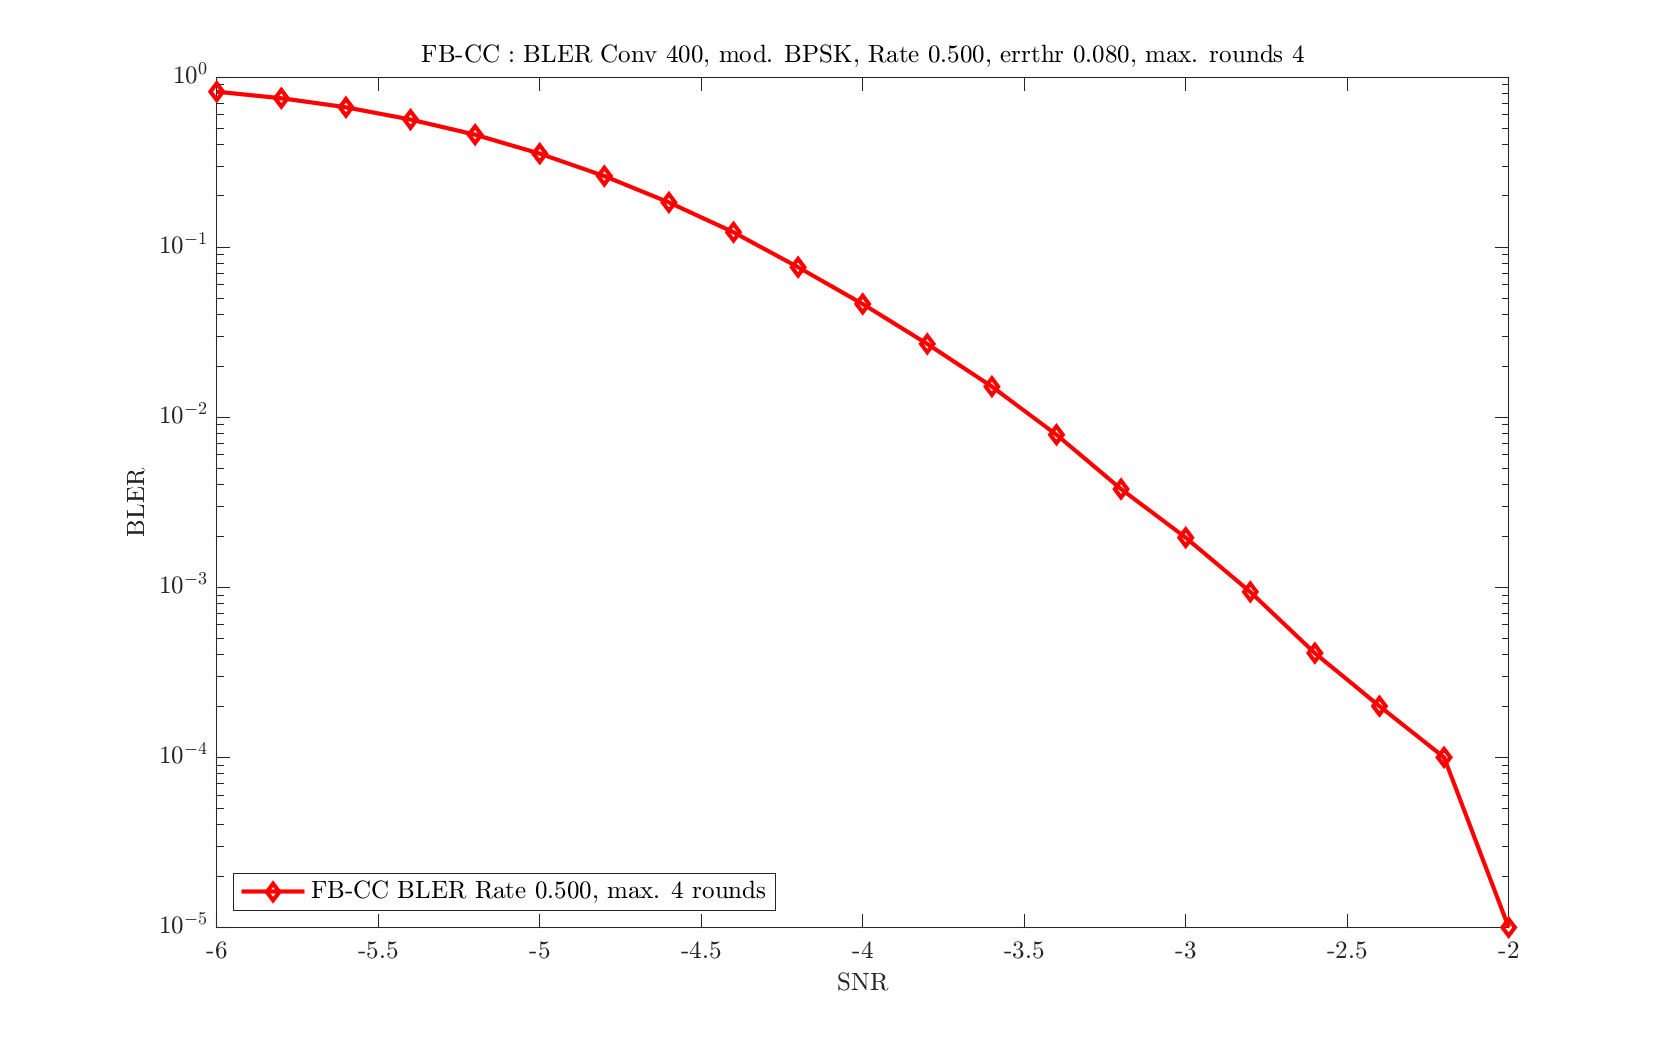 FB-CC : BLER Conv 400, mod. BPSK, Rate 0.500, errthr 0.080, max. rounds 4
10^0
10^-1
10^-2
10^-3
10^-4
10^-5
BLER
FB-CC BLER Rate 0.500, max. 4 rounds
-6 -5.5 -5 -4.5 -4 -3.5 -3 -2.5 -2
SNR